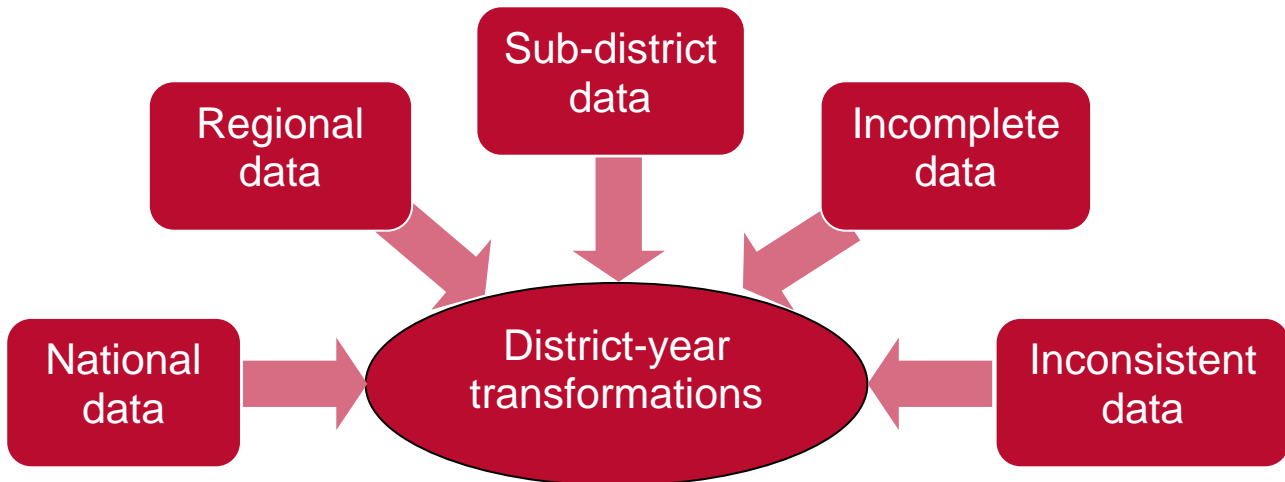 Sub-district
data
Regional
data
Incomplete
data
National
data
District-year
transformations
Inconsistent
data